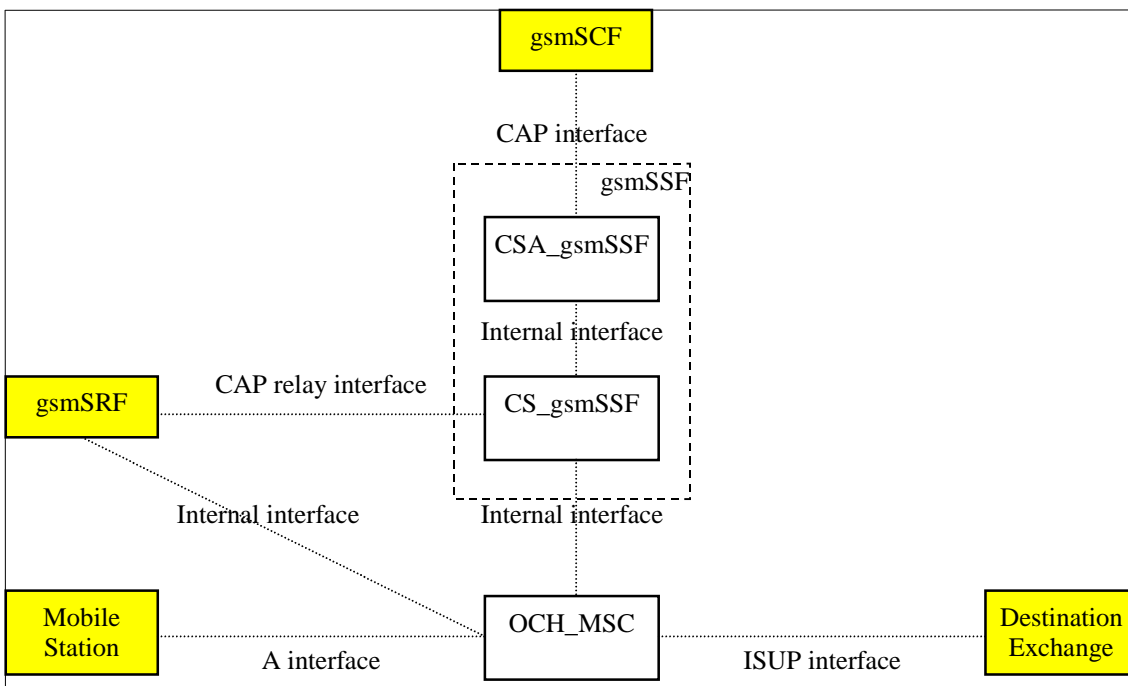 gsmSCF
CAP interface
gsmSSF
CSA_gsmSSF
Internal interface
CAP relay interface
gsmSRF
CS_gsmSSF
Internal interface
Internal interface
Mobile
Station
OCH_MSC
Destination
Exchange
A interface
ISUP interface